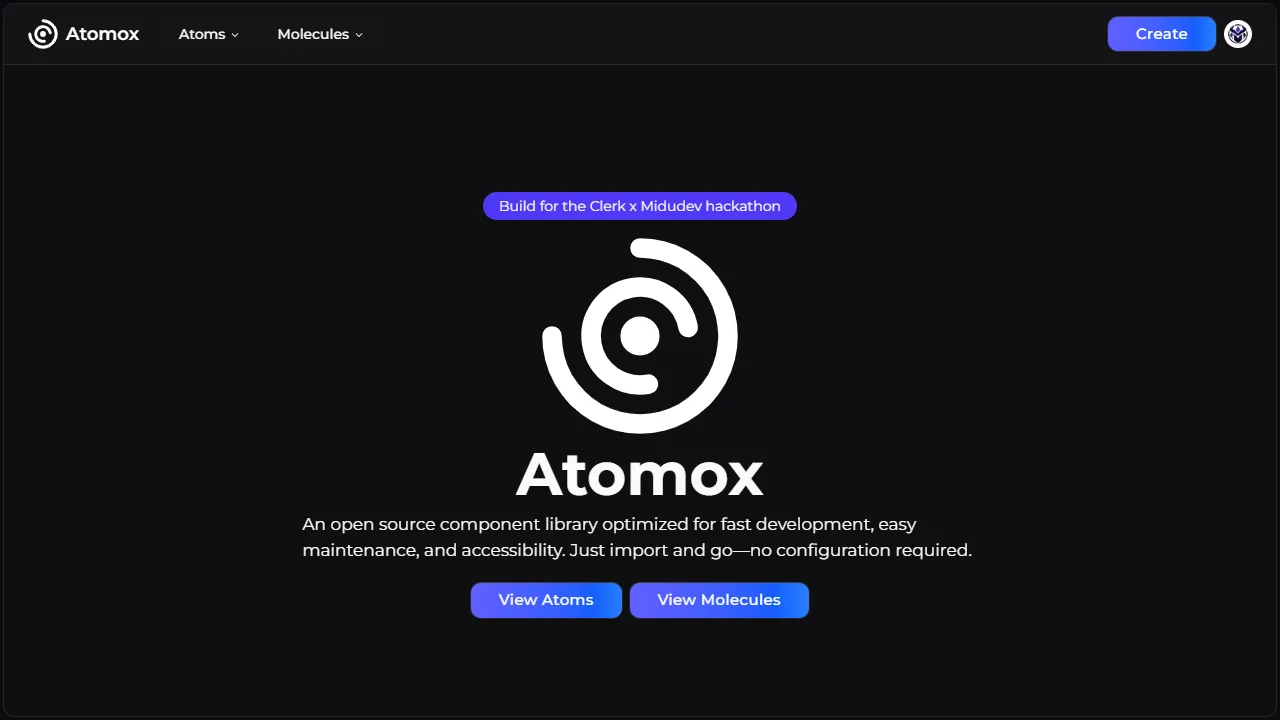 Atomox
Atoms
Molecules
Create
Build for the Clerk x Midudev hackathon
Atomox
An open source component library optimized for fast development, easy
maintenance, and accessibility. Just import and go—no configuration required.
View Atoms
View Molecules